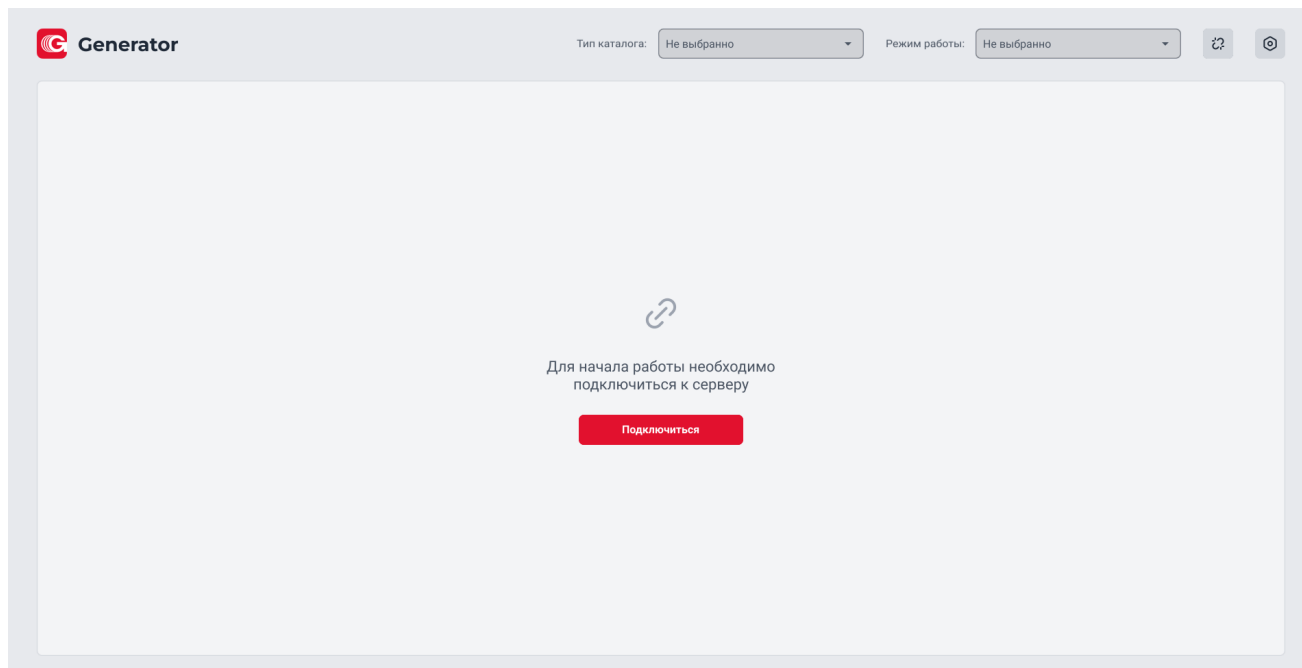 Generator
Тип каталога:
Не выбранно
Режим работы:
Не выбранно
Для начала работы необходимо
подключиться к серверу
Подключиться